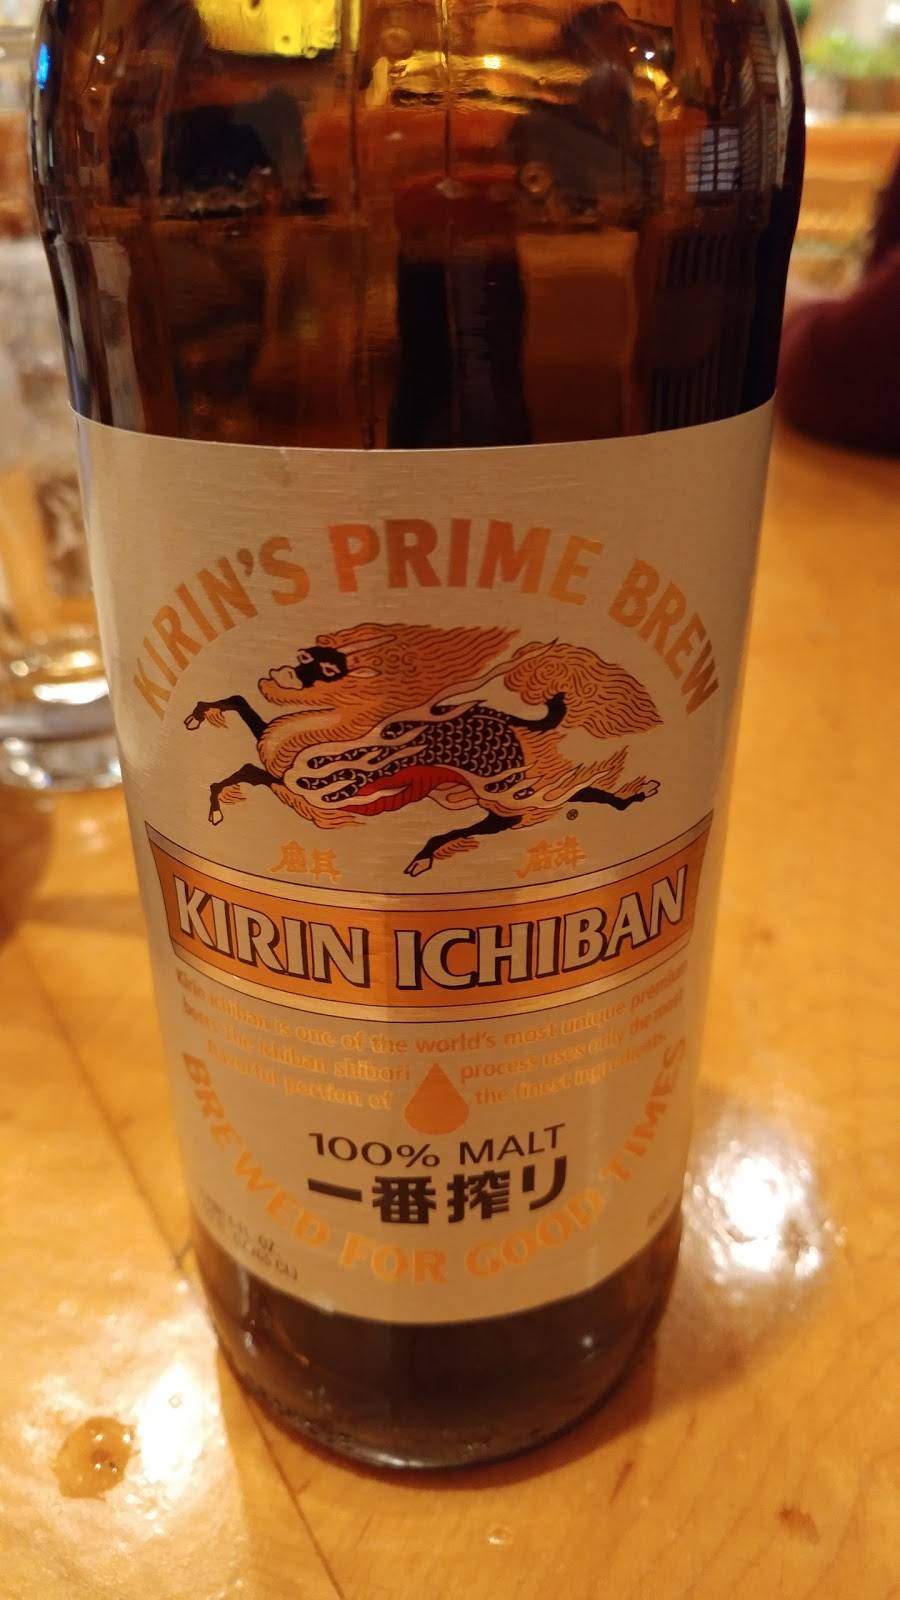 KIRIN'S PRIME BREW
麒 麟
®
KIRIN ICHIBAN
Kirin Ichiban is one of the world's most unique premium
beers. The Ichiban shibori process uses only the most
flavorful portion of the finest ingredients.
100% MALT
一番搾り
BREWED FOR GOOD TIMES